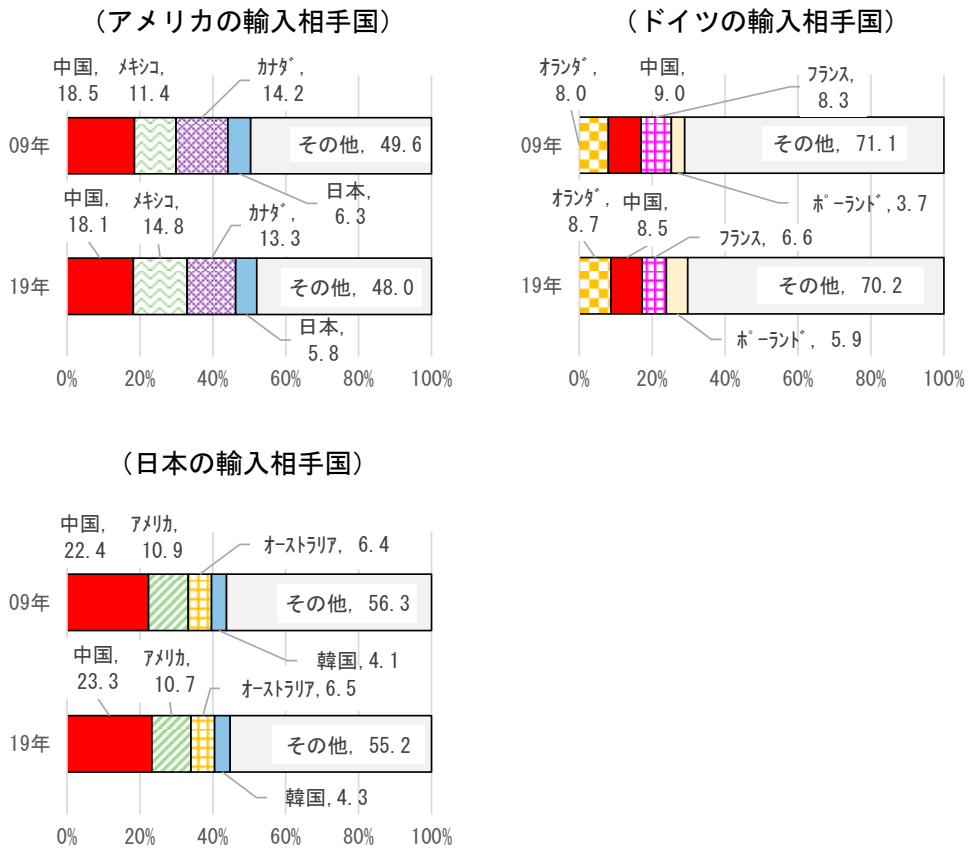 （アメリカの輸入相手国）
中国,
18.5
ﾒｷｼｺ,
11.4
ｶﾅﾀﾞ,
14.2
09年
その他, 49.6
日本,
6.3
中国,
18.1
ﾒｷｼｺ,
14.8
ｶﾅﾀﾞ,
13.3
19年
その他, 48.0
日本,
5.8
0% 20% 40% 60% 80% 100%
（ドイツの輸入相手国）
ｵﾗﾝﾀﾞ,
8.0
中国,
9.0
ﾌﾗﾝｽ,
8.3
09年
その他, 71.1
ﾎﾟｰﾗﾝﾄﾞ, 3.7
ｵﾗﾝﾀﾞ,
8.7
中国,
8.5
ﾌﾗﾝｽ, 6.6
19年
その他, 70.2
ﾎﾟｰﾗﾝﾄﾞ, 5.9
0% 20% 40% 60% 80% 100%
（日本の輸入相手国）
中国,
22.4
ｱﾒﾘｶ,
10.9
ｵｰｽﾄﾗﾘｱ, 6.4
09年
その他, 56.3
韓国, 4.1
中国,
23.3
ｱﾒﾘｶ,
10.7
ｵｰｽﾄﾗﾘｱ, 6.5
19年
その他, 55.2
韓国, 4.3
0% 20% 40% 60% 80% 100%